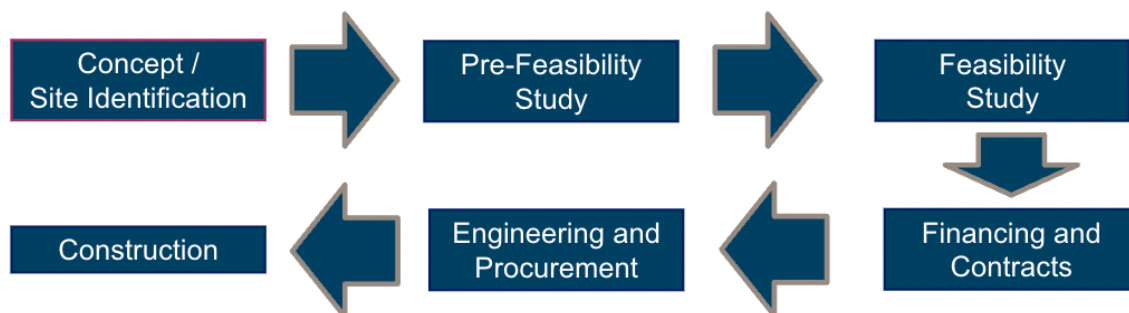 Concept /
Site Identification
Pre-Feasibility
Study
Feasibility
Study
Financing and
Contracts
Engineering and
Procurement
Construction